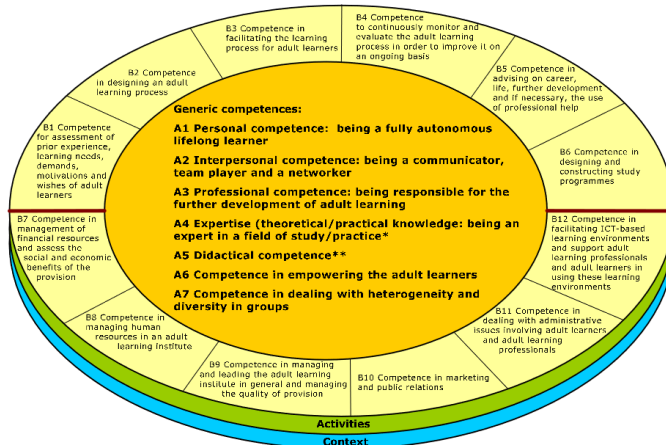 B1 Competence
for assessment of
prior experience,
learning needs,
demands,
motivations and
wishes of adult
learners
B2 Competence
in designing an adult
learning process
B3 Competence in
facilitating the learning
process for adult learners
B4 Competence
to continuously monitor and
evaluate the adult learning
process in order to improve it on
an ongoing basis
B5 Competence in
advising on career,
life, further development
and if necessary, the use
of professional help
B6 Competence in
designing and
constructing study
programmes
Generic competences:
A1 Personal competence: being a fully autonomous
lifelong learner
A2 Interpersonal competence: being a communicator,
team player and a networker
A3 Professional competence: being responsible for the
further development of adult learning
A4 Expertise (theoretical/practical knowledge: being an
expert in a field of study/practice*
A5 Didactical competence**
A6 Competence in empowering the adult learners
A7 Competence in dealing with heterogeneity and
diversity in groups
B7 Competence in
management of
financial resources
and assess the
social and economic
benefits of the
provision
B8 Competence in
managing human
resources in an adult
learning institute
B9 Competence in managing
and leading the adult learning
institute in general and managing
the quality of provision
B10 Competence in marketing
and public relations
B11 Competence in
dealing with administrative
issues involving adult learners
and adult learning
professionals
B12 Competence in
facilitating ICT-based
learning environments
and support adult
learning professionals
and adult learners in
using these learning
environments
Activities
Context